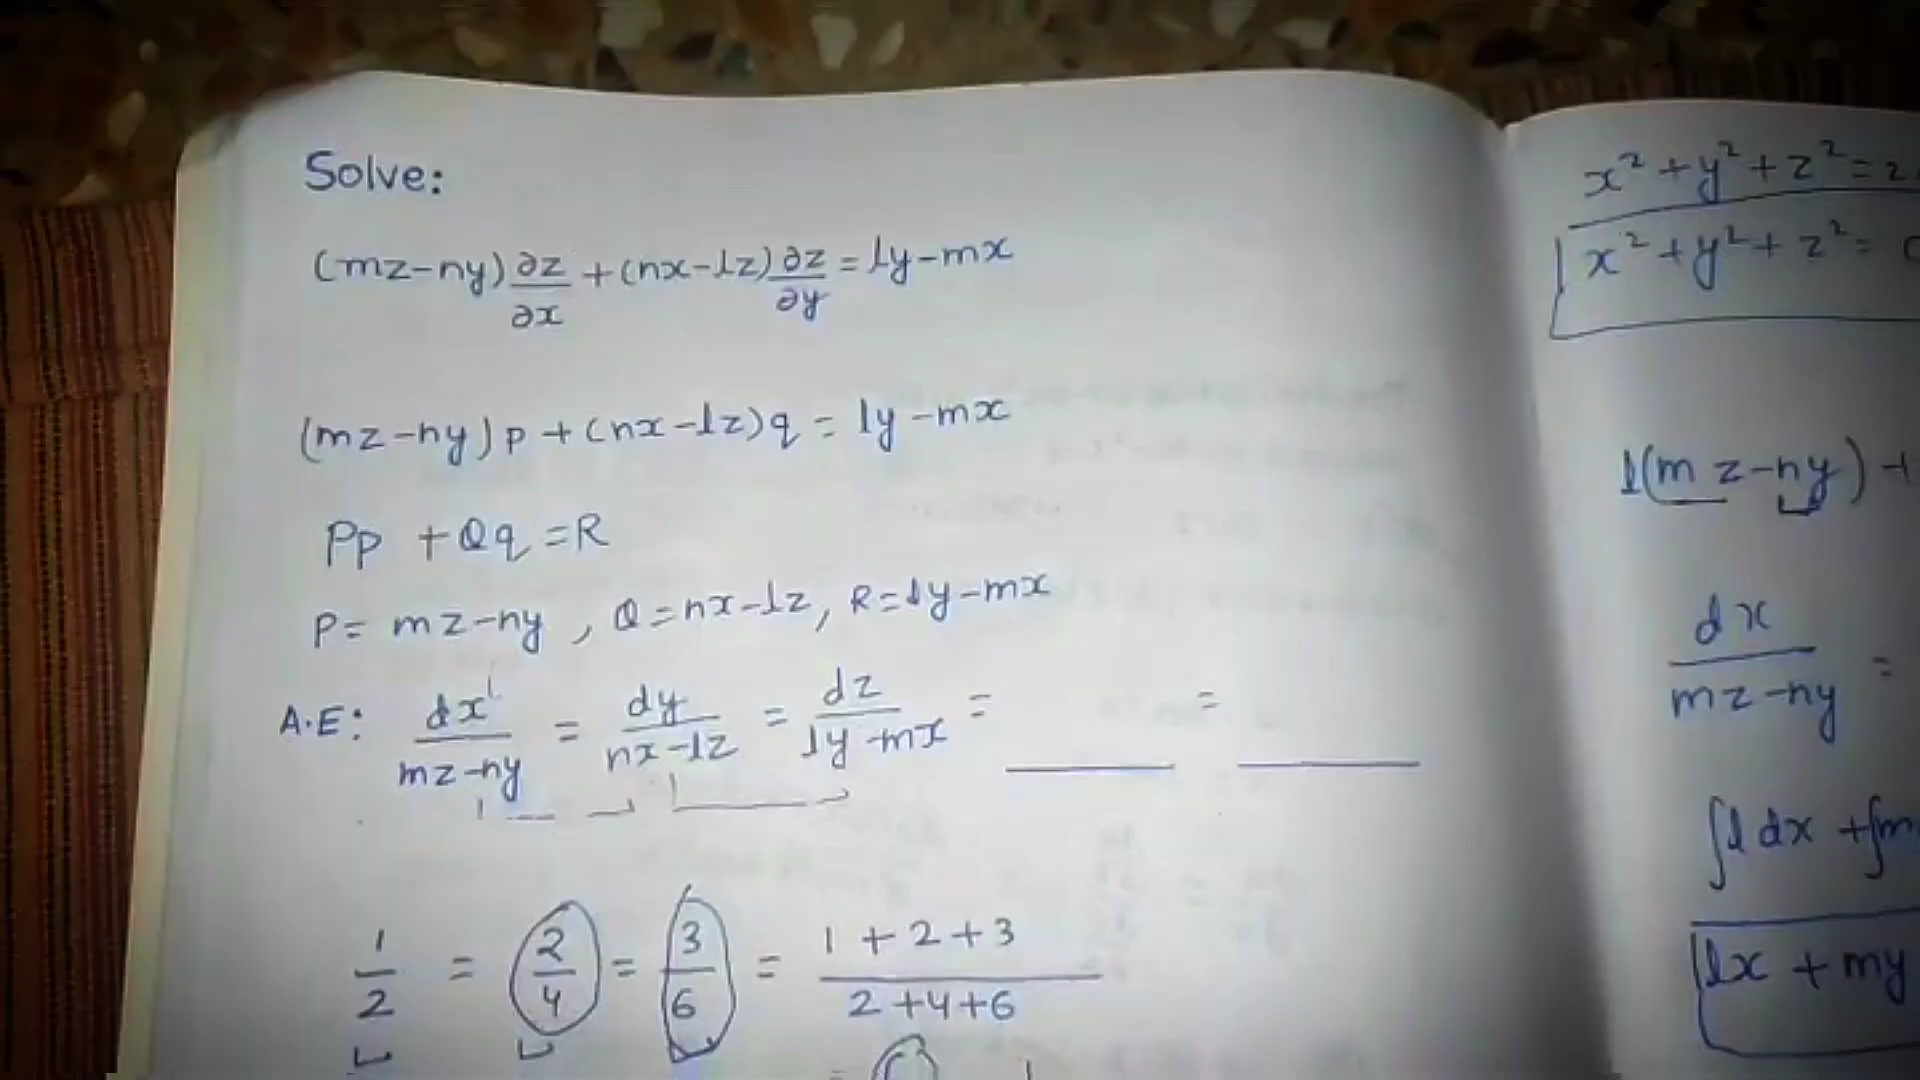 Solve:
(mz-ny) ∂z/∂x + (nx-lz) ∂z/∂y = ly-mx
(mz-ny)p + (nx-lz)q = ly-mx
Pp + Qq = R
P = mz-ny, Q = nx-lz, R = ly-mx
A.E: dx/mz-ny = dy/nx-lz = dz/ly-mx = =
1/2 = 2/4 = 3/6 = 1+2+3/2+4+6
x²+y²+z²=
x²+y²+z²=
l(mz-ny)+
dx/mz-ny =
∫l dx + ∫m
lx + my